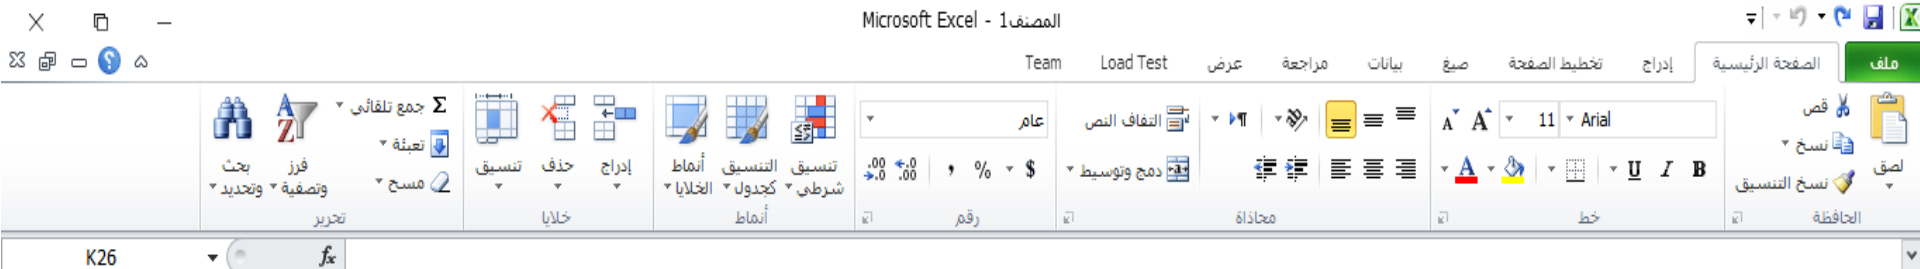 المصنف1 - Microsoft Excel
ملف الصفحة الرئيسية إدراج تخطيط الصفحة صيغ بيانات مراجعة عرض Load Test Team
لصق
قص
نسخ
نسخ التنسيق
الحافظة
Arial 11
B I U
A A
خط
التفاف النص
دمج وتوسيط
محاذاة
عام
$ % ,
رقم
تنسيق شرطي
التنسيق كجدول
أنماط الخلايا
أنماط
إدراج
حذف
تنسيق
خلايا
Σ جمع تلقائي
تعبئة
مسح
فرز وتصفية
بحث وتحديد
تحرير
K26 fx